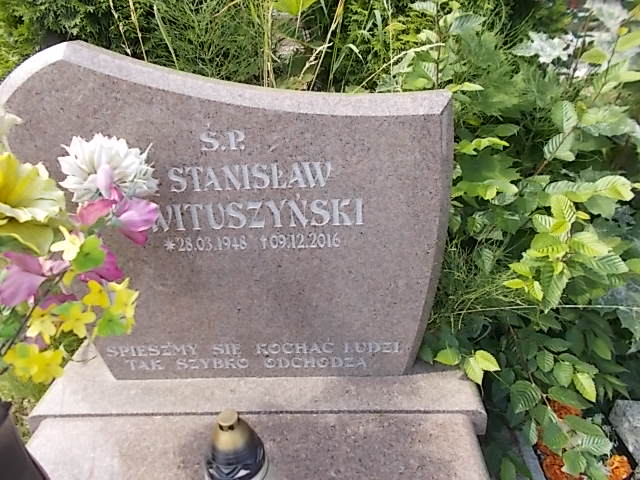 Ś.P.
STANISŁAW
WITUSZYŃSKI
*28.03.1948 †09.12.2016
SPIESZMY SIĘ KOCHAĆ LUDZI
TAK SZYBKO ODCHODZĄ